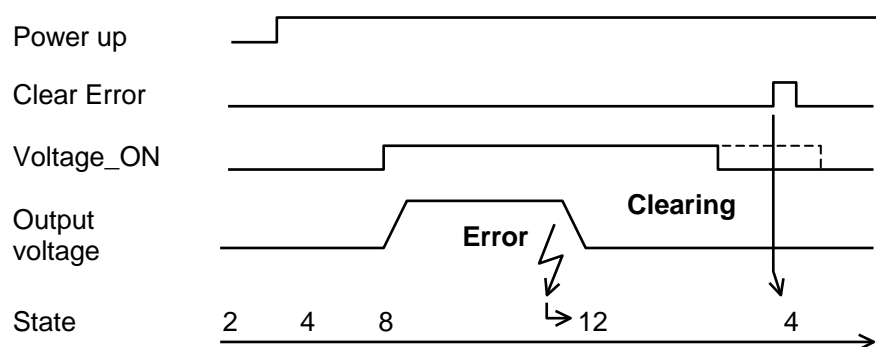 Power up
Clear Error
Voltage_ON
Clearing
Output
voltage
Error
State 2 4 8 12 4